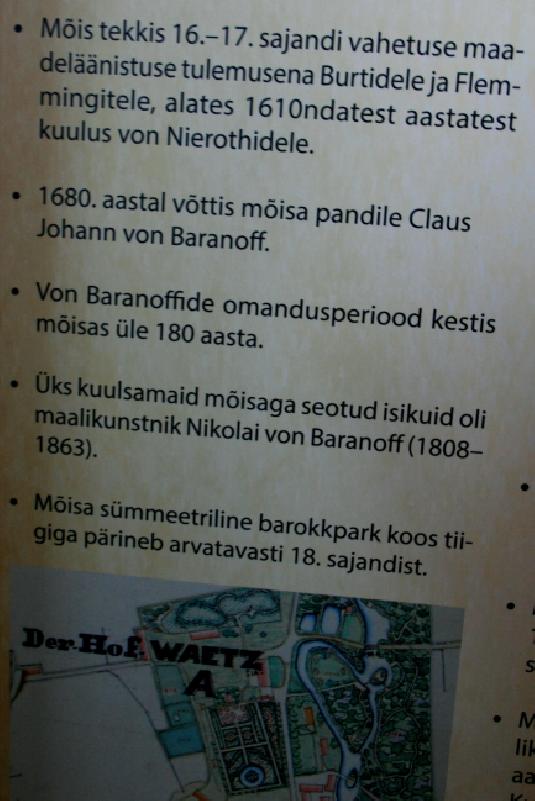 • Mõis tekkis 16.–17. sajandi vahetuse maa-
deläänistuse tulemusena Burtidele ja Flem-
mingitele, alates 1610ndatest aastatest
kuulus von Nierothidele.
• 1680. aastal võttis mõisa pandile Claus
Johann von Baranoff.
• Von Baranoffide omandusperiood kestis
mõisas üle 180 aasta.
• Üks kuulsamaid mõisaga seotud isikuid oli
maalikunstnik Nikolai von Baranoff (1808–
1863).
• Mõisa sümmeetriline barokkpark koos tii-
giga pärineb arvatavasti 18. sajandist.
Der Hof. WAETZ
A